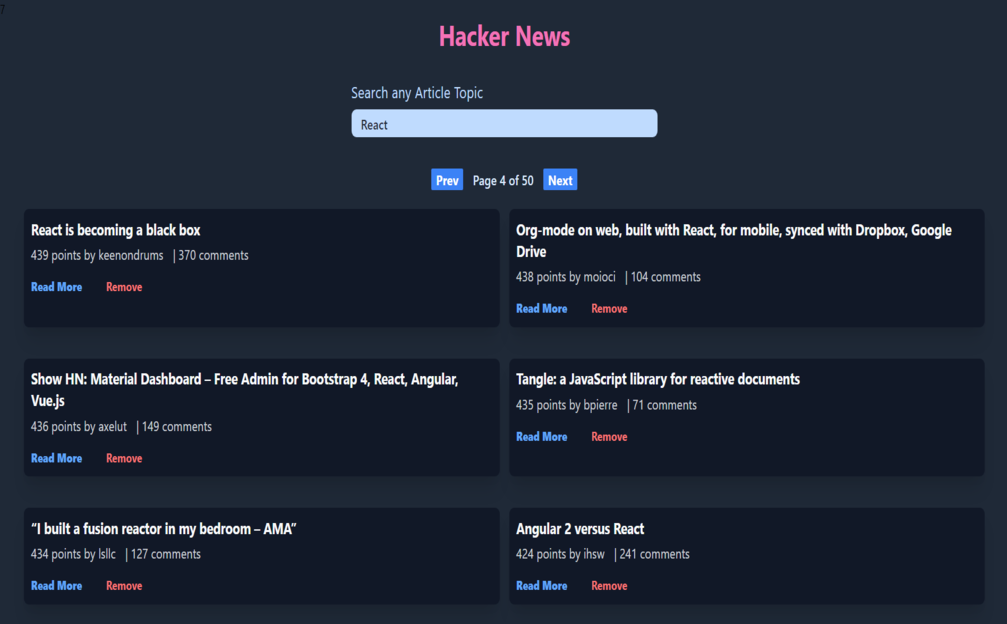 7
Hacker News
Search any Article Topic
React
Prev Page 4 of 50 Next
React is becoming a black box
439 points by keenondrums | 370 comments
Read More Remove
Org-mode on web, built with React, for mobile, synced with Dropbox, Google
Drive
438 points by moioci | 104 comments
Read More Remove
Show HN: Material Dashboard – Free Admin for Bootstrap 4, React, Angular,
Vue.js
436 points by axelut | 149 comments
Read More Remove
Tangle: a JavaScript library for reactive documents
435 points by bpierre | 71 comments
Read More Remove
“I built a fusion reactor in my bedroom – AMA”
434 points by lsllc | 127 comments
Read More Remove
Angular 2 versus React
424 points by ihsw | 241 comments
Read More Remove